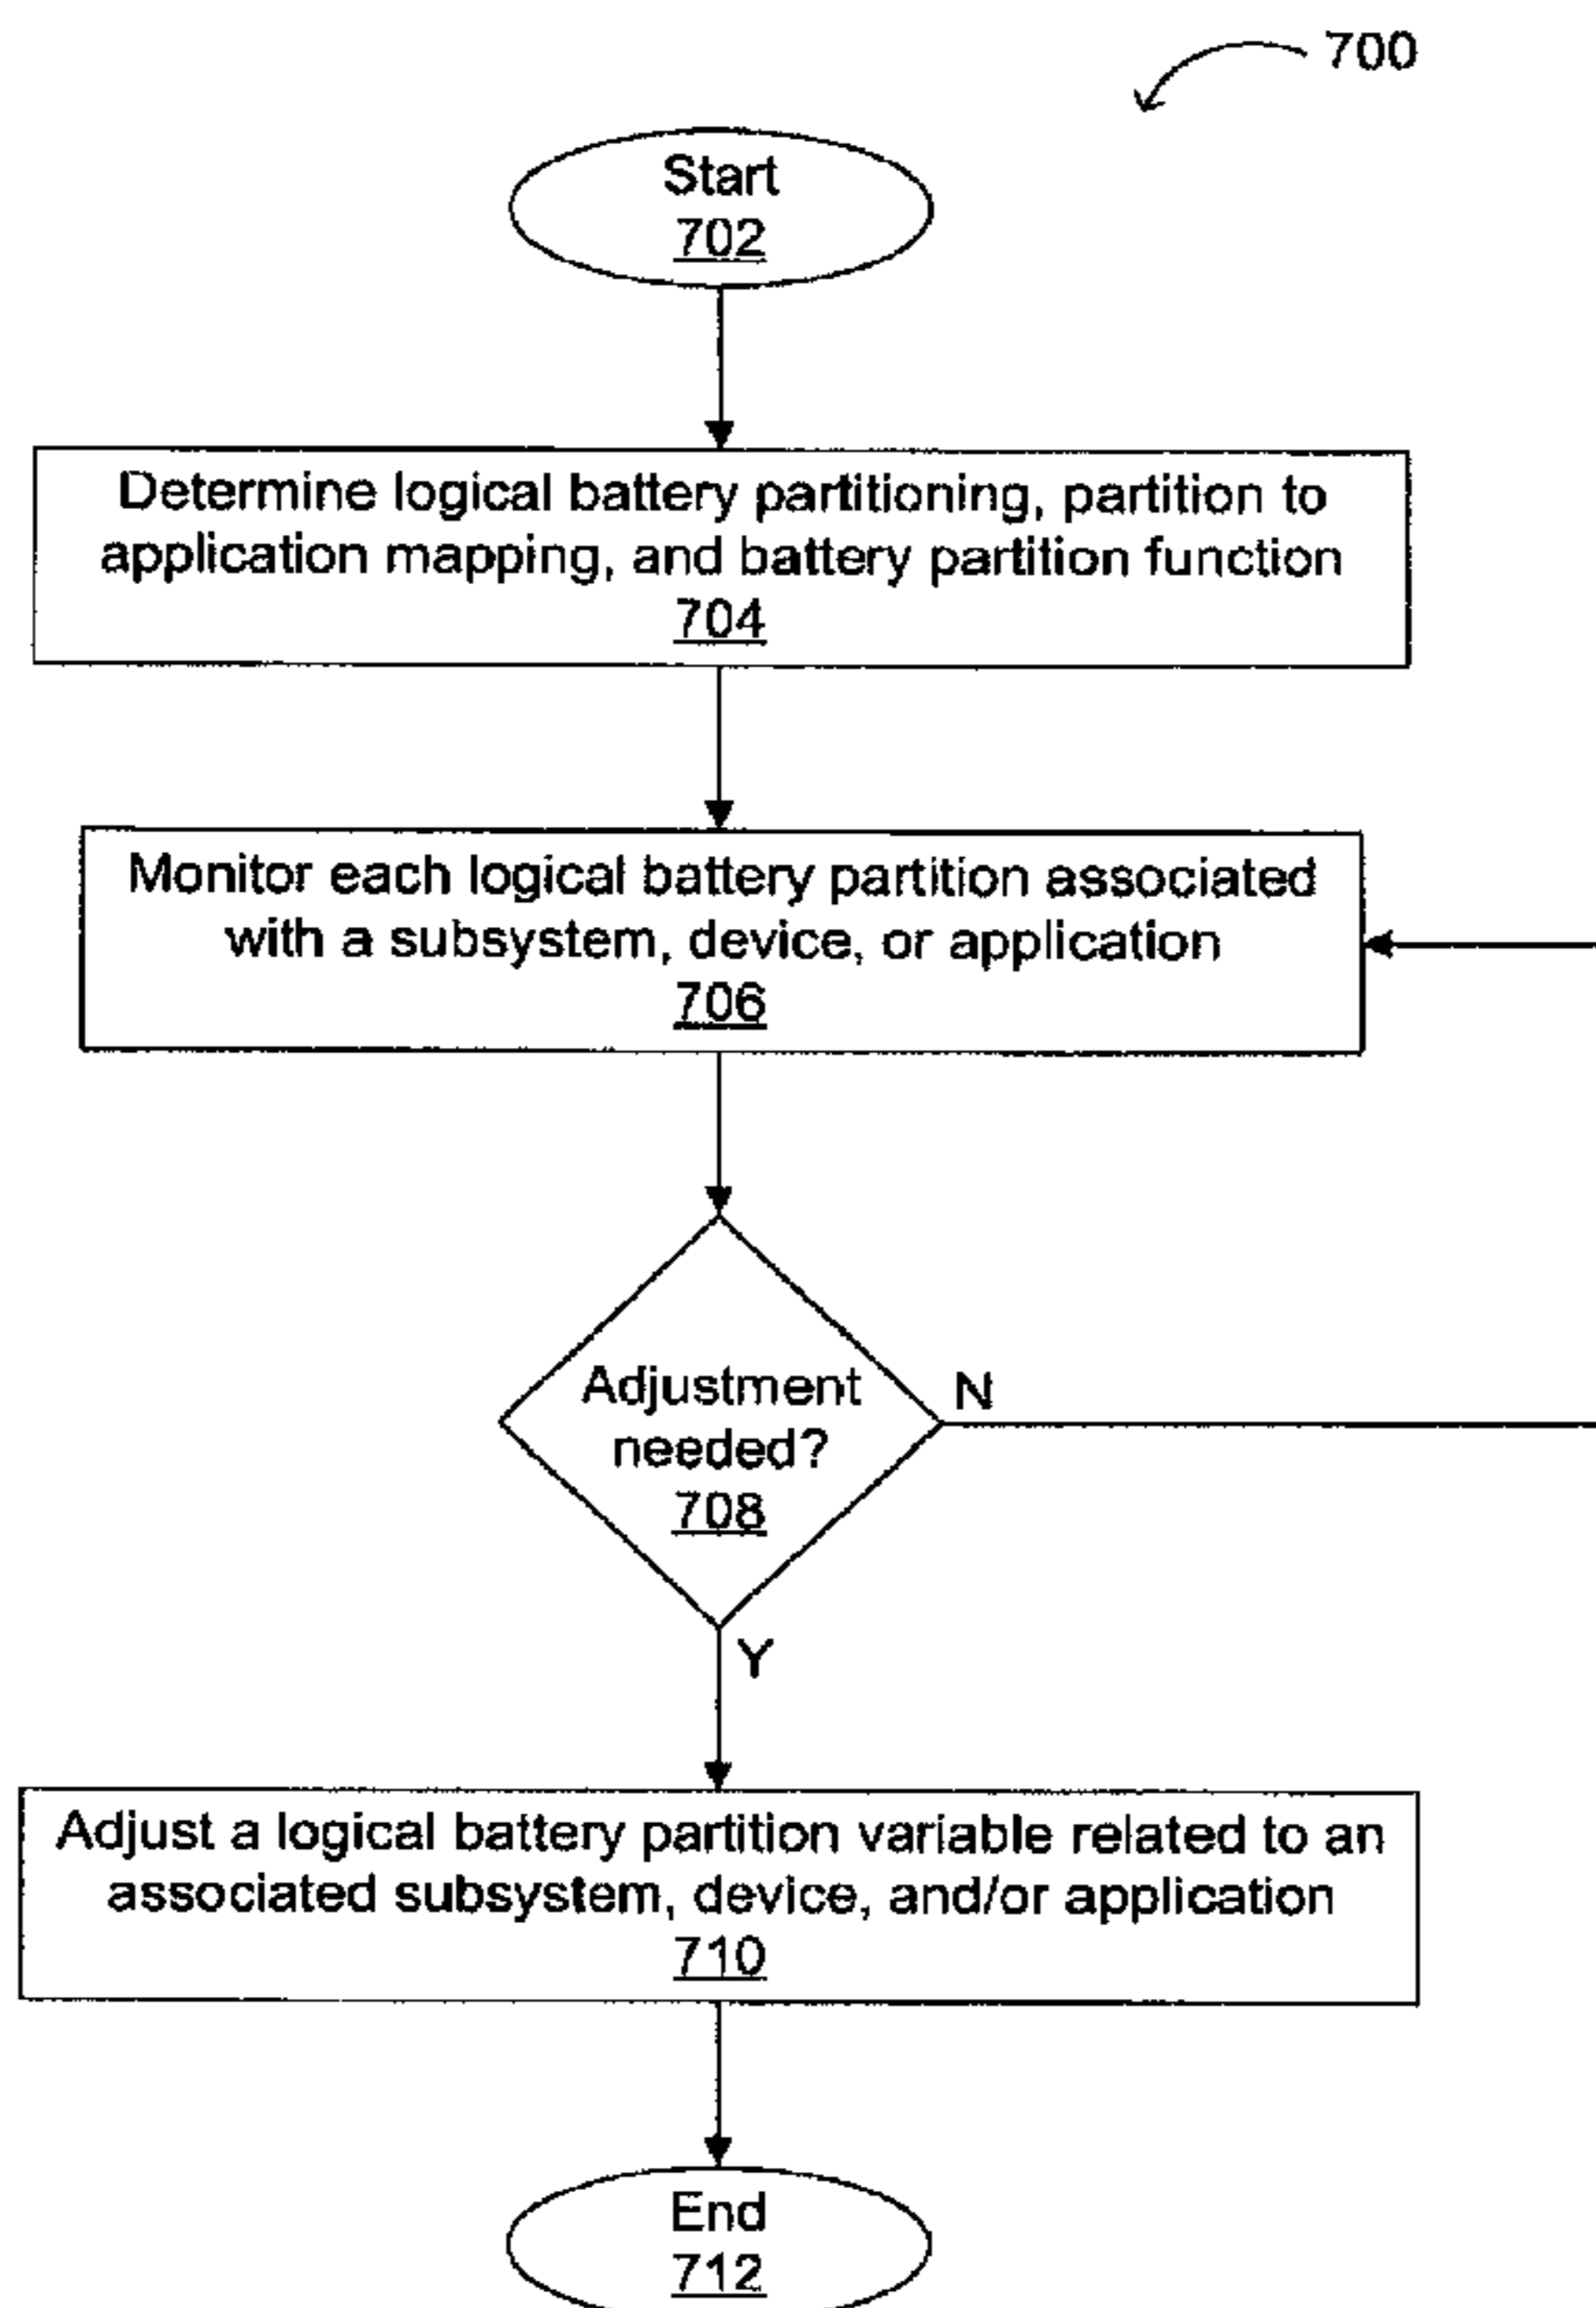 700
Start
702
Determine logical battery partitioning, partition to
application mapping, and battery partition function
704
Monitor each logical battery partition associated
with a subsystem, device, or application
706
Adjustment
needed?
708
N
Y
Adjust a logical battery partition variable related to an
associated subsystem, device, and/or application
710
End
712